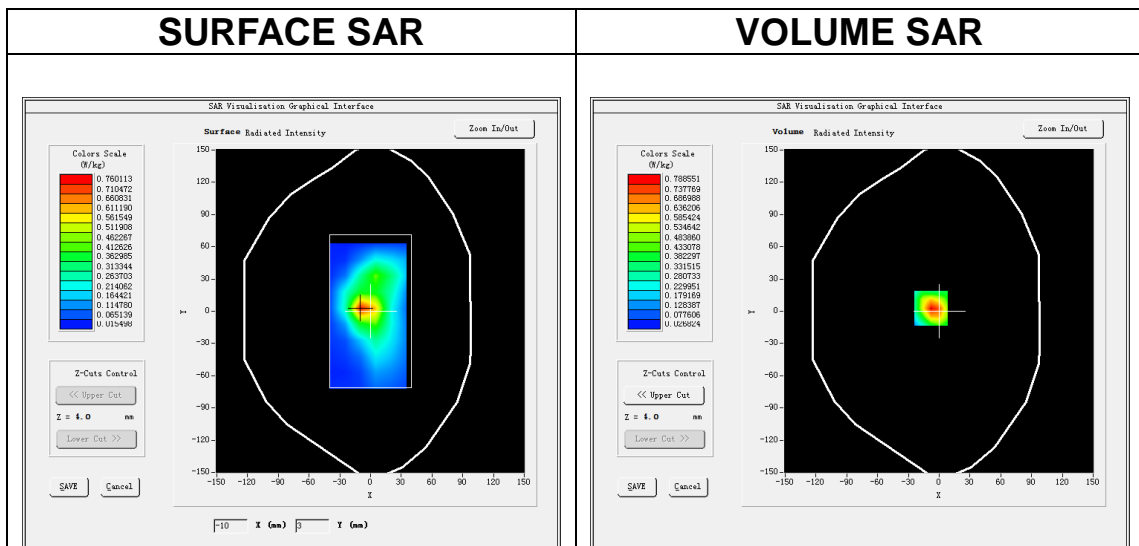 SURFACE SAR
SAR Visualisation Graphical Interface
Surface Radiated Intensity
Zoom In/Out
Colors Scale
(W/kg)
0.760113
0.710472
0.660831
0.611190
0.561549
0.511908
0.462267
0.412626
0.362985
0.313344
0.263703
0.214062
0.164421
0.114780
0.065139
0.015498
Z-Cuts Control
<< Upper Cut
Z = 4.0 mm
Lower Cut >>
SAVE Cancel
150
120
90
60
30
0
-30
-60
-90
-120
-150
Y
-150 -120 -90 -60 -30 0 30 60 90 120 150
X
-10 X (mm) 3 Y (mm)
VOLUME SAR
SAR Visualisation Graphical Interface
Volume Radiated Intensity
Zoom In/Out
Colors Scale
(W/kg)
0.788551
0.737769
0.686988
0.636206
0.585424
0.534642
0.483860
0.433078
0.382297
0.331515
0.280733
0.229951
0.179169
0.128387
0.077606
0.026824
Z-Cuts Control
<< Upper Cut
Z = 4.0 mm
Lower Cut >>
SAVE Cancel
150
120
90
60
30
0
-30
-60
-90
-120
-150
Y
-150 -120 -90 -60 -30 0 30 60 90 120 150
X